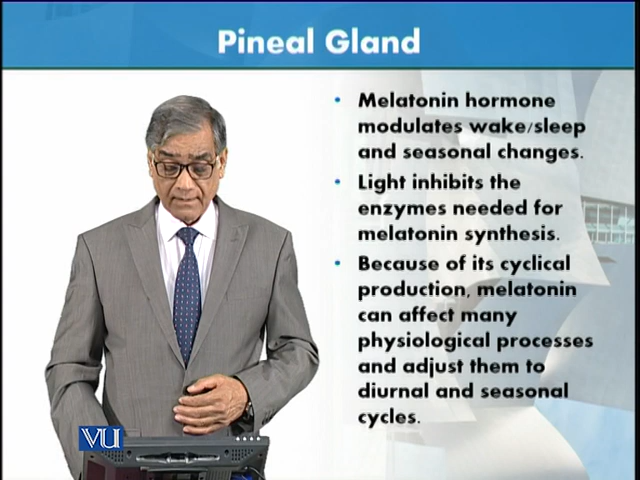 Pineal Gland
• Melatonin hormone
modulates wake/sleep
and seasonal changes.
• Light inhibits the
enzymes needed for
melatonin synthesis.
• Because of its cyclical
production, melatonin
can affect many
physiological processes
and adjust them to
diurnal and seasonal
cycles.
VU